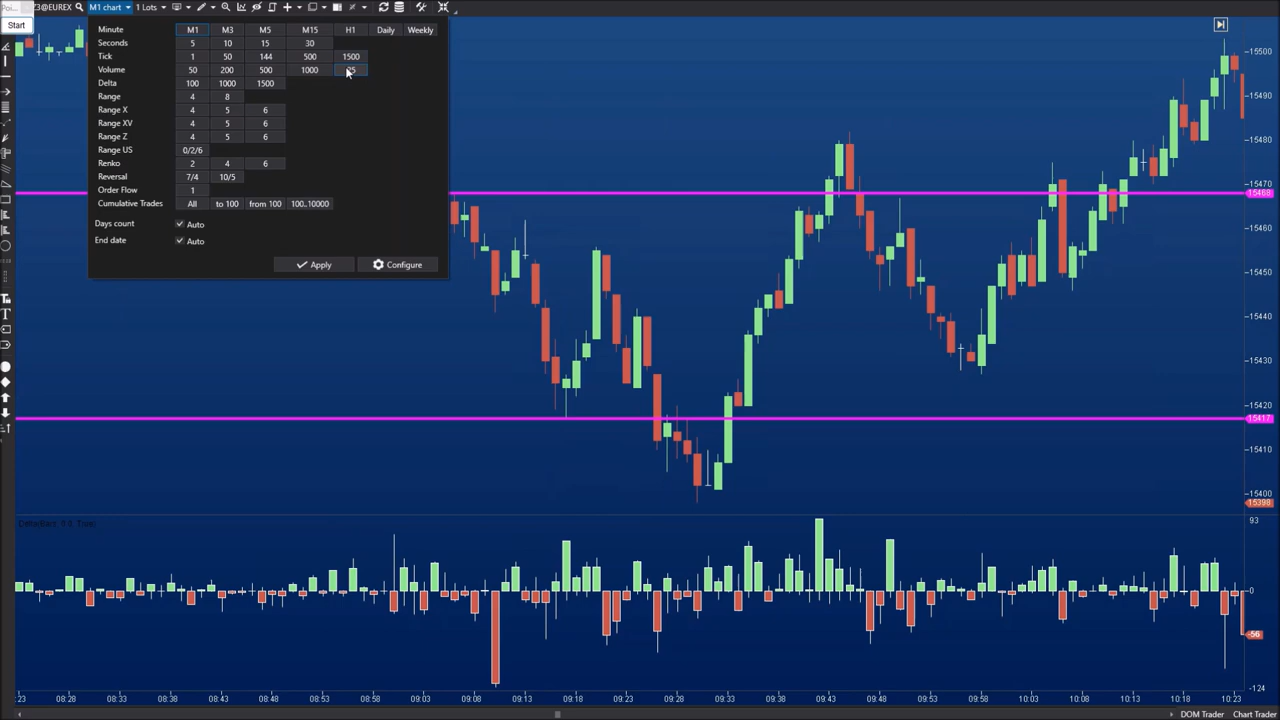 23@EUREX M1 chart 1 Lots
Start
Minute M1 M3 M5 M15 H1 Daily Weekly
Seconds 5 10 15 30
Tick 1 50 144 500 1500
Volume 50 200 500 1000
Delta 100 1000 1500
Range 4 8
Range X 4 5 6
Range XV 4 5 6
Range Z 4 5 6
Range US 0/2/6
Renko 2 4 6
Reversal 7/4 10/5
Order Flow 1
Cumulative Trades All to 100 from 100 100..10000
Days count Auto
End date Auto
Apply Configure
15500
15490
15480
15470
15468
15460
15450
15440
15430
15420
15417
15410
15400
15398
93
0
-56
-124
:23 08:28 08:33 08:38 08:43 08:48 08:53 08:58 09:03 09:08 09:13 09:18 09:23 09:28 09:33 09:38 09:43 09:48 09:53 09:58 10:03 10:08 10:13 10:18 10:23
DOM Trader Chart Trader